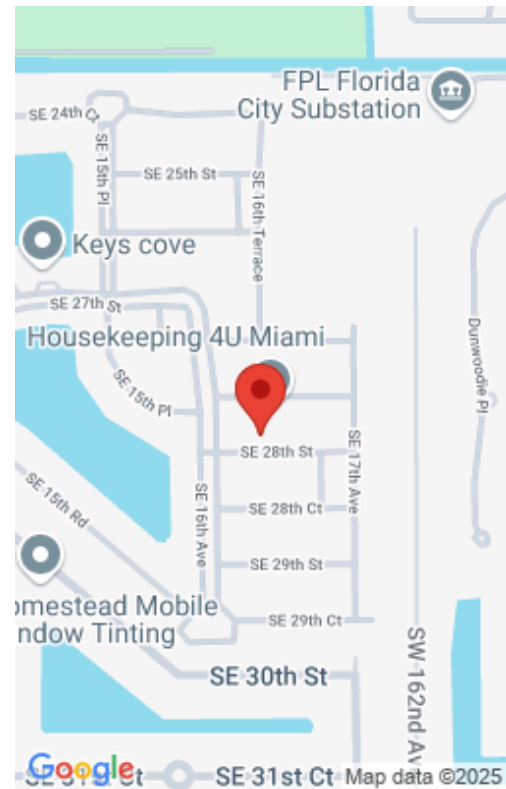 FPL Florida
City Substation
SE 24th Ct
SE 15th Pl
SE 25th St
SE 16th Terrace
Keys cove
SE 27th St
Dunwoodie Pl
Housekeeping 4U Miami
SE 15th Pl
SE 28th St
SE 17th Ave
SE 15th Rd
SE 16th Ave
SE 28th Ct
SE 29th St
omestead Mobile
ndow Tinting
SE 29th Ct
SW 162nd Av
SE 30th St
Google
SE 31st Ct
Map data ©2025